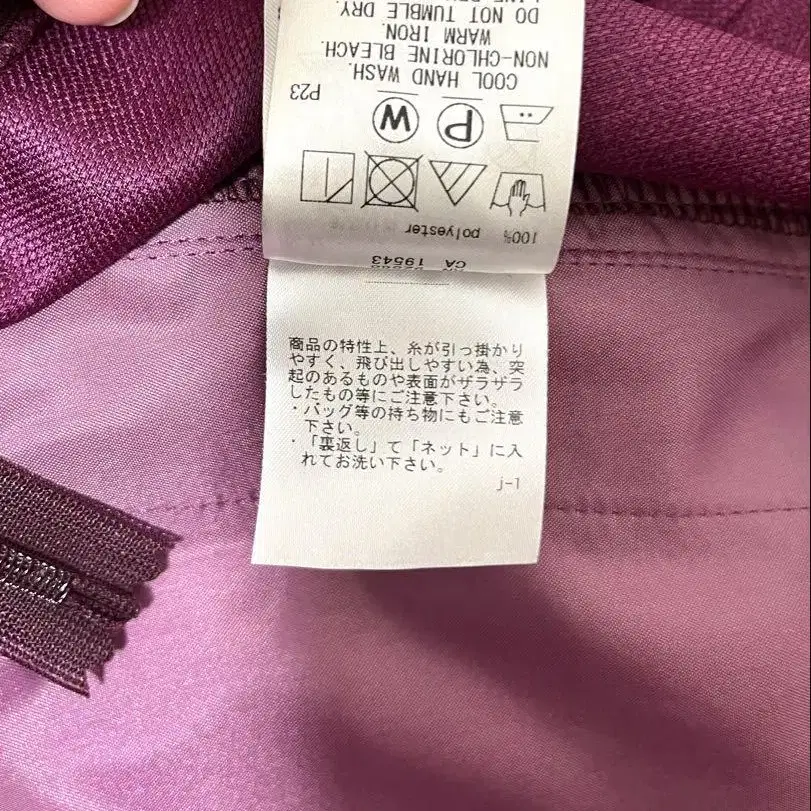 100% polyester
P23
COOL HAND WASH.
NON-CHLORINE BLEACH.
WARM IRON.
DO NOT TUMBLE DRY.
P
W
CA 19543
商品の特性上、糸が引っ掛かり
やすく、飛び出しやすい為、突
起のあるものや表面がザラザラ
したもの等にご注意下さい。
・バッグ等の持ち物にもご注意
下さい。
・「裏返し」て「ネット」に入
れてお洗い下さい。
j-1